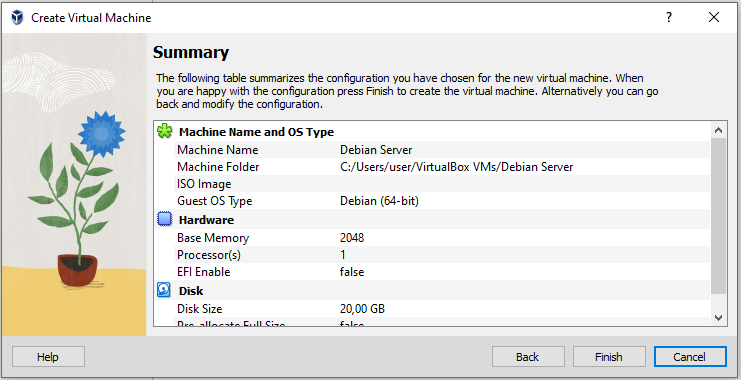 Create Virtual Machine
?
Summary
The following table summarizes the configuration you have chosen for the new virtual machine. When
you are happy with the configuration press Finish to create the virtual machine. Alternatively you can go
back and modify the configuration.
Machine Name and OS Type
Machine Name Debian Server
Machine Folder C:/Users/user/VirtualBox VMs/Debian Server
ISO Image
Guest OS Type Debian (64-bit)
Hardware
Base Memory 2048
Processor(s) 1
EFI Enable false
Disk
Disk Size 20,00 GB
Pre-allocate Full Size false
Help Back Finish Cancel